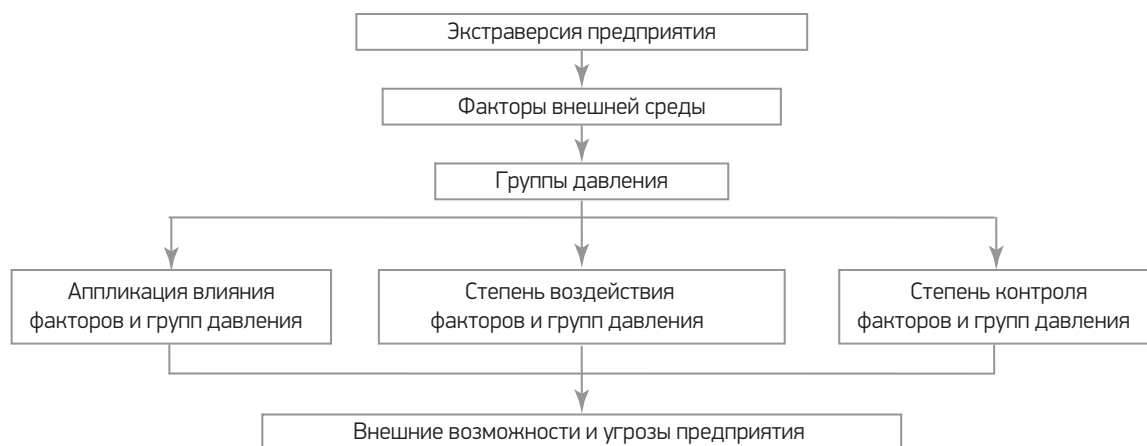 Экстраверсия предприятия
Факторы внешней среды
Группы давления
Аппликация влияния
факторов и групп давления
Степень воздействия
факторов и групп давления
Степень контроля
факторов и групп давления
Внешние возможности и угрозы предприятия